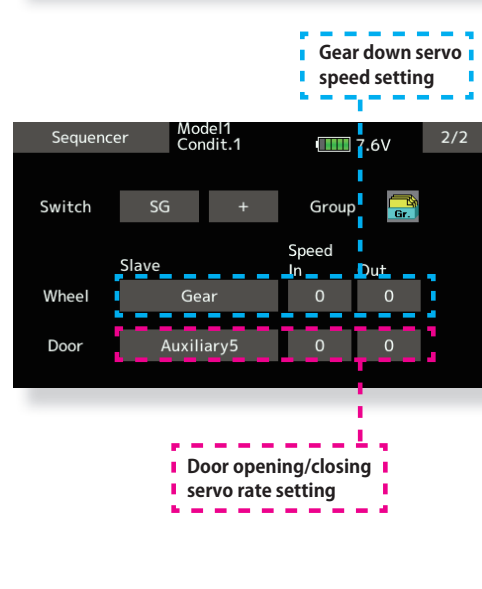 Gear down servo
speed setting
Sequencer
Model1
Condit.1
7.6V
2/2
Switch
SG
+
Group
Gr.
Slave
Speed
In
Out
Wheel
Gear
0
0
Door
Auxiliary5
0
0
Door opening/closing
servo rate setting